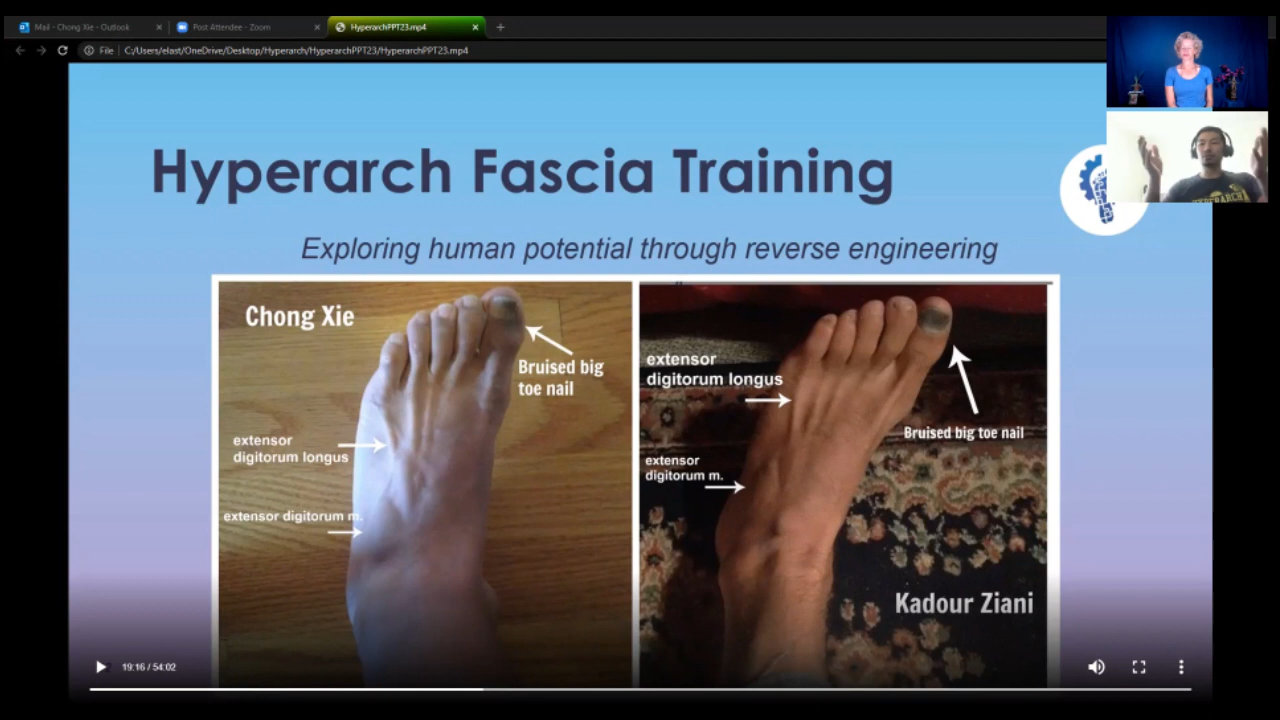 Mail - Chong Xie - Outlook
Post Attendee - Zoom
HyperarchPPT23.mp4
File
C:/Users/elast/OneDrive/Desktop/Hyperarch/HyperarchPPT23/HyperarchPPT23.mp4
Hyperarch Fascia Training
Exploring human potential through reverse engineering
Chong Xie
Bruised big
toe nail
extensor
digitorum longus
extensor digitorum m.
extensor
digitorum longus
Bruised big toe nail
extensor
digitorum m.
Kadour Ziani
19:16 / 54:02
HYPERARCH